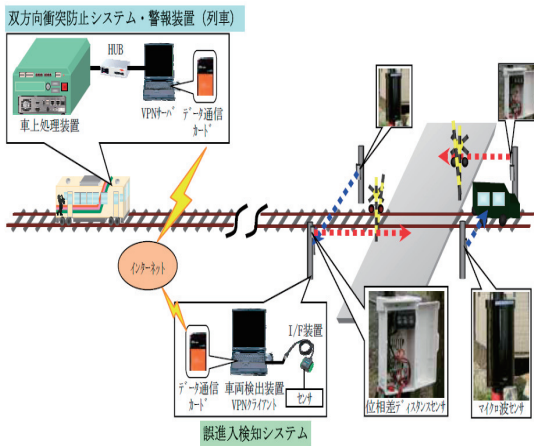 双方向衝突防止システム・警報装置（列車）
HUB
車上処理装置
VPNサーバ
データ通信
カード
インターネット
I/F装置
データ通信
カード
車両検出装置
VPNクライアント
センサ
位相差ディスタンスセンサ
マイクロ波センサ
誤進入検知システム